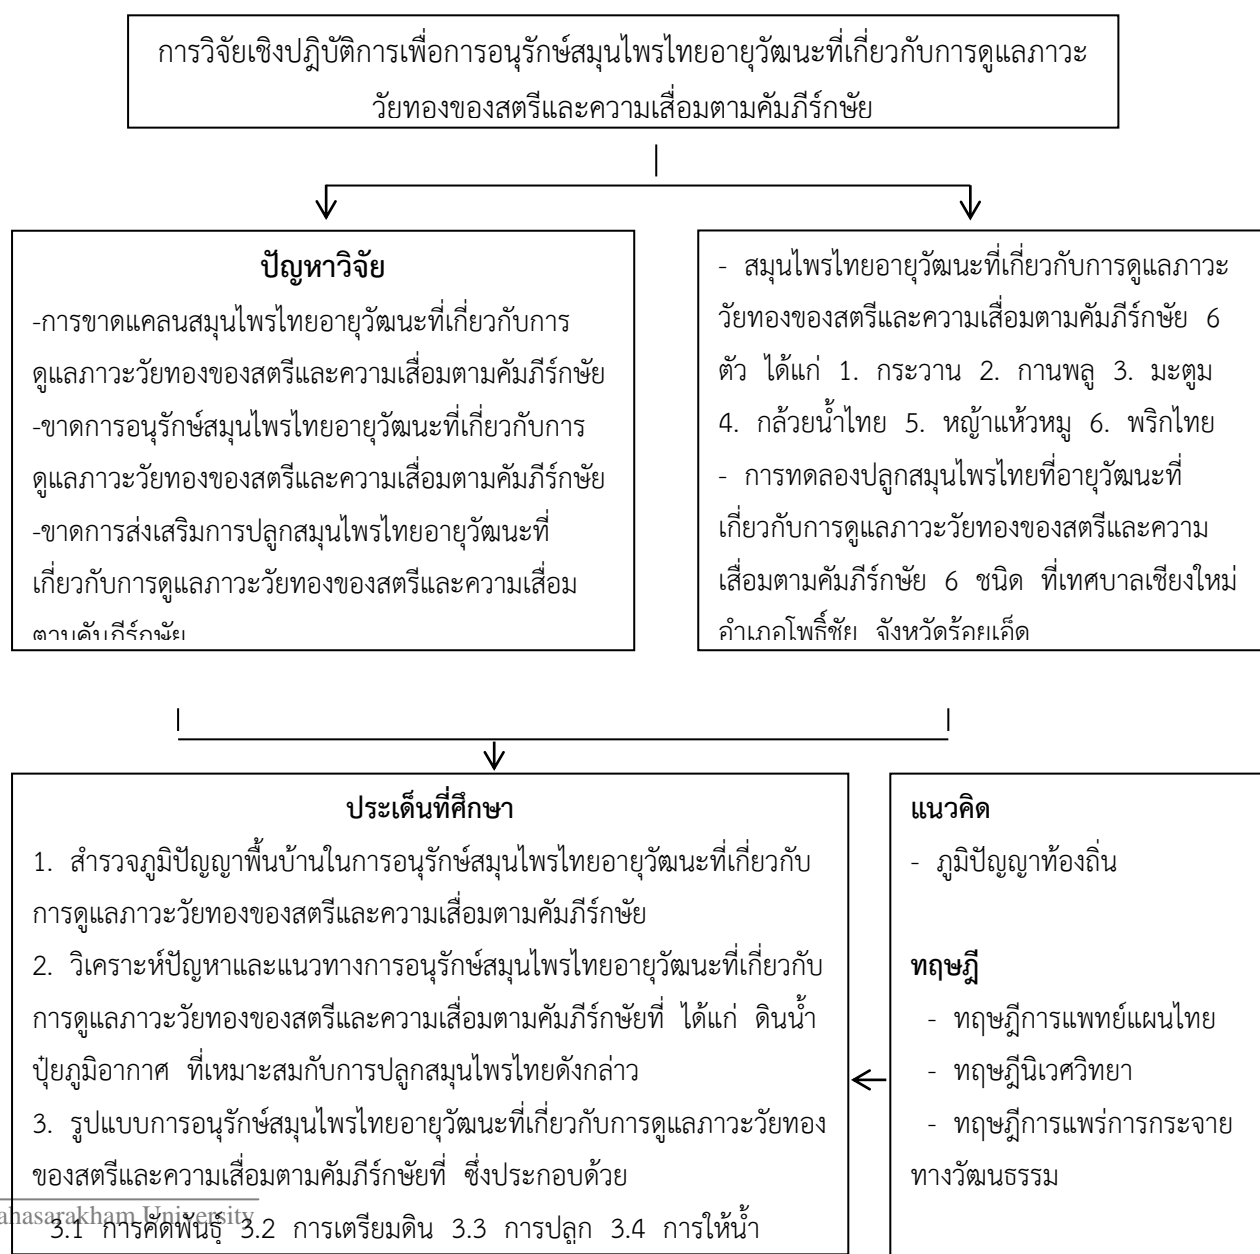 การวิจัยเชิงปฎิบัติการเพื่อการอนุรักษ์สมุนไพรไทยอายุวัฒนะที่เกี่ยวกับการดูแลภาวะ
วัยทองของสตรีและความเสื่อมตามคัมภีร์กษัย
ปัญหาวิจัย
-การขาดแคลนสมุนไพรไทยอายุวัฒนะที่เกี่ยวกับการ
ดูแลภาวะวัยทองของสตรีและความเสื่อมตามคัมภีร์กษัย
-ขาดการอนุรักษ์สมุนไพรไทยอายุวัฒนะที่เกี่ยวกับการ
ดูแลภาวะวัยทองของสตรีและความเสื่อมตามคัมภีร์กษัย
-ขาดการส่งเสริมการปลูกสมุนไพรไทยอายุวัฒนะที่
เกี่ยวกับการดูแลภาวะวัยทองของสตรีและความเสื่อม
ตามคัมภีร์กษัย
- สมุนไพรไทยอายุวัฒนะที่เกี่ยวกับการดูแลภาวะ
วัยทองของสตรีและความเสื่อมตามคัมภีร์กษัย 6
ตัว ได้แก่ 1. กระวาน 2. กานพลู 3. มะตูม
4. กล้วยน้ำไทย 5. หญ้าแห้วหมู 6. พริกไทย
- การทดลองปลูกสมุนไพรไทยที่อายุวัฒนะที่
เกี่ยวกับการดูแลภาวะวัยทองของสตรีและความ
เสื่อมตามคัมภีร์กษัย 6 ชนิด ที่เทศบาลเชียงใหม่
อำเภอโพธิ์ชัย จังหวัดร้อยเอ็ด
ประเด็นที่ศึกษา
1. สำรวจภูมิปัญญาพื้นบ้านในการอนุรักษ์สมุนไพรไทยอายุวัฒนะที่เกี่ยวกับ
การดูแลภาวะวัยทองของสตรีและความเสื่อมตามคัมภีร์กษัย
2. วิเคราะห์ปัญหาและแนวทางการอนุรักษ์สมุนไพรไทยอายุวัฒนะที่เกี่ยวกับ
การดูแลภาวะวัยทองของสตรีและความเสื่อมตามคัมภีร์กษัยที่ ได้แก่ ดินน้ำ
ปุ๋ยภูมิอากาศ ที่เหมาะสมกับการปลูกสมุนไพรไทยดังกล่าว
3. รูปแบบการอนุรักษ์สมุนไพรไทยอายุวัฒนะที่เกี่ยวกับการดูแลภาวะวัยทอง
ของสตรีและความเสื่อมตามคัมภีร์กษัยที่ ซึ่งประกอบด้วย
3.1 การคัดพันธุ์ 3.2 การเตรียมดิน 3.3 การปลูก 3.4 การให้น้ำ
แนวคิด
- ภูมิปัญญาท้องถิ่น
ทฤษฎี
- ทฤษฎีการแพทย์แผนไทย
- ทฤษฎีนิเวศวิทยา
- ทฤษฎีการแพร่การกระจาย
ทางวัฒนธรรม
ahasarakham University